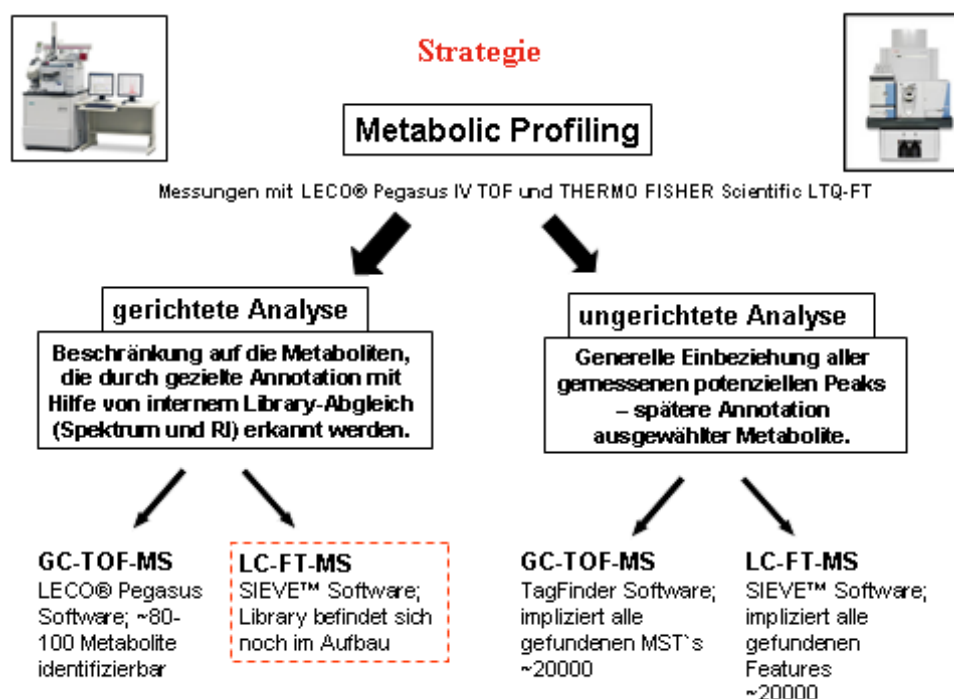 Strategie
Metabolic Profiling
Messungen mit LECO® Pegasus IV TOF und THERMO FISHER Scientific LTQ-FT
gerichtete Analyse
Beschränkung auf die Metaboliten,
die durch gezielte Annotation mit
Hilfe von internem Library-Abgleich
(Spektrum und RI) erkannt werden.
ungerichtete Analyse
Generelle Einbeziehung aller
gemessenen potenziellen Peaks
– spätere Annotation
ausgewählter Metabolite.
GC-TOF-MS
LECO® Pegasus
Software; ~80-
100 Metabolite
identifizierbar
LC-FT-MS
SIEVE™ Software;
Library befindet sich
noch im Aufbau
GC-TOF-MS
TagFinder Software;
impliziert alle
gefundenen MST`s
~20000
LC-FT-MS
SIEVE™ Software;
impliziert alle
gefundenen
Features
~20000